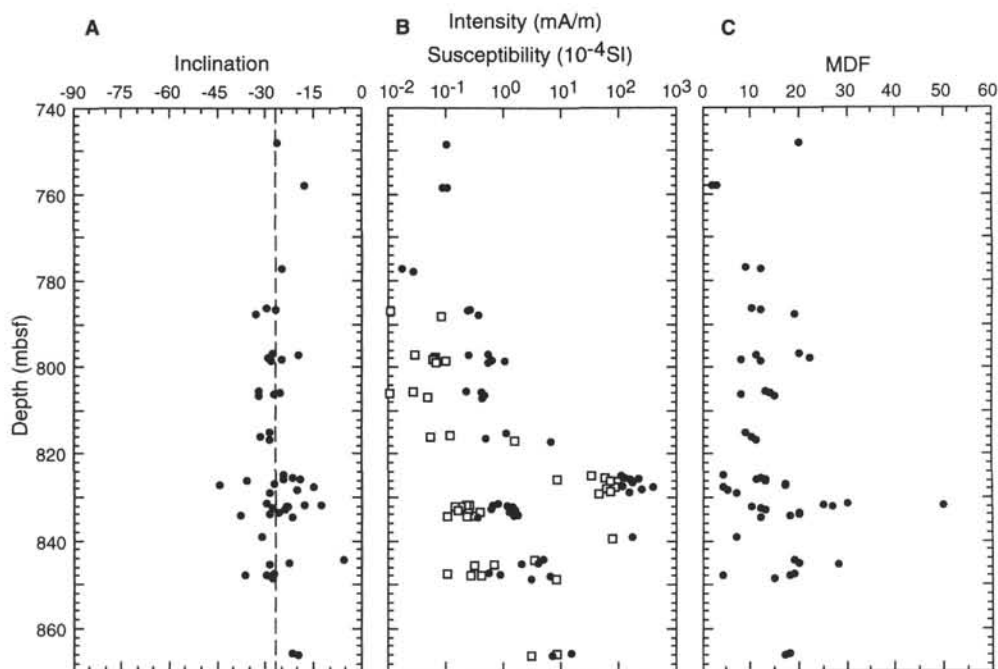 A
Inclination
-90 -75 -60 -45 -30 -15 0
B
Intensity (mA/m)
Susceptibility (10-4SI)
10-2 10-1 100 101 102 103
C
MDF
0 10 20 30 40 50 60
Depth (mbsf)
740
760
780
800
820
840
860